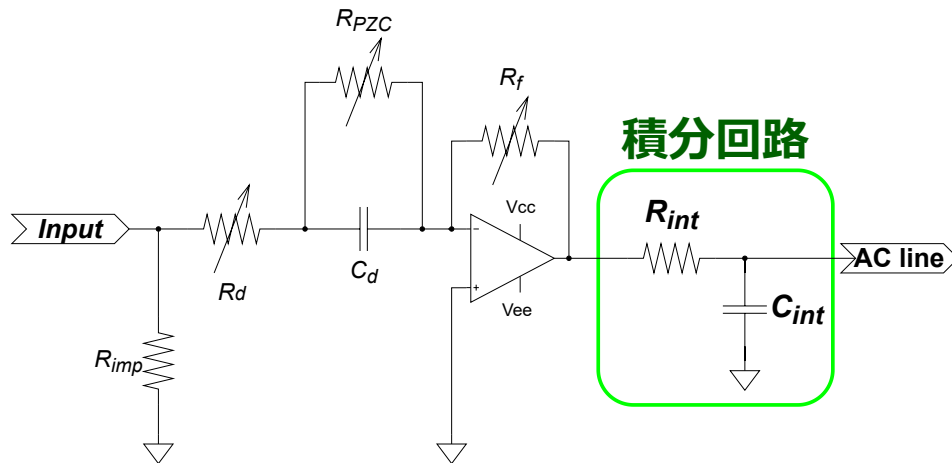 R_PZC
R_f
積分回路
Input
Vcc
R_int
AC line
−
+
C_d
R_d
Vee
C_int
R_imp